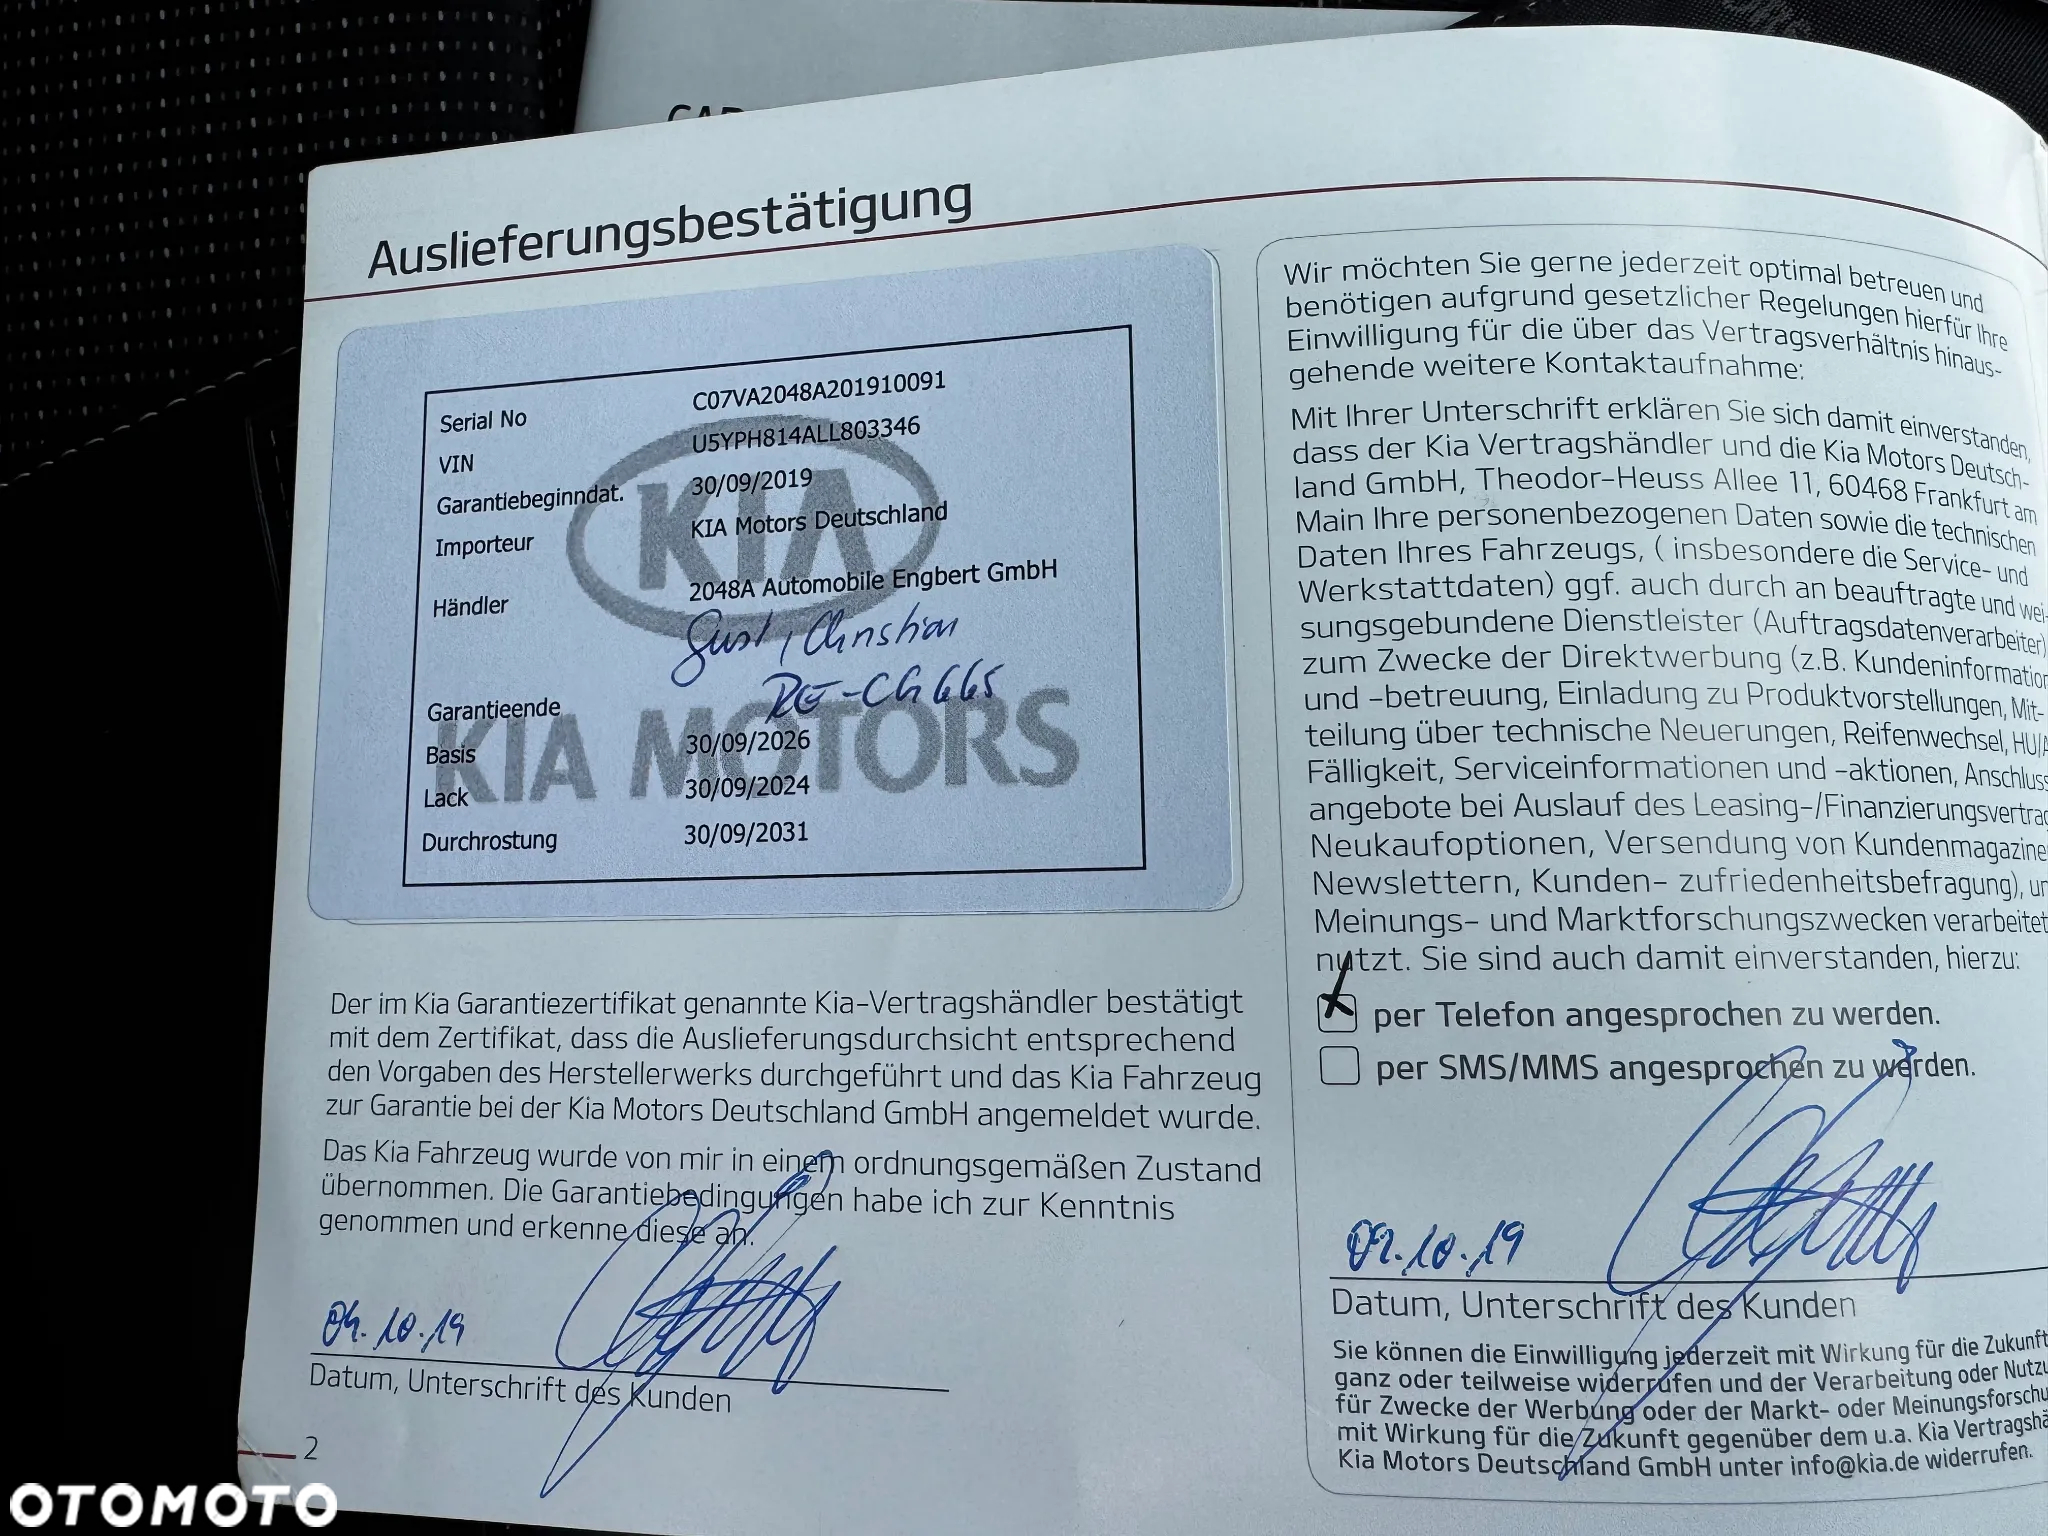 Auslieferungsbestätigung
Serial No C07VA2048A201910091
VIN U5YPH814ALL803346
Garantiebeginndat. 30/09/2019
Importeur KIA Motors Deutschland
Händler 2048A Automobile Engbert GmbH
Christian
RE-CG 665
Garantieende
Basis 30/09/2026
Lack 30/09/2024
Durchrostung 30/09/2031
KIA
KIA MOTORS
Der im Kia Garantiezertifikat genannte Kia-Vertragshändler bestätigt
mit dem Zertifikat, dass die Auslieferungsdurchsicht entsprechend
den Vorgaben des Herstellerwerks durchgeführt und das Kia Fahrzeug
zur Garantie bei der Kia Motors Deutschland GmbH angemeldet wurde.
Das Kia Fahrzeug wurde von mir in einem ordnungsgemäßen Zustand
übernommen. Die Garantiebedingungen habe ich zur Kenntnis
genommen und erkenne diese an.
10.19
Datum, Unterschrift des Kunden
2
Wir möchten Sie gerne jederzeit optimal betreuen und
benötigen aufgrund gesetzlicher Regelungen hierfür Ihre
Einwilligung für die über das Vertragsverhältnis hinaus-
gehende weitere Kontaktaufnahme:
Mit Ihrer Unterschrift erklären Sie sich damit einverstanden,
dass der Kia Vertragshändler und die Kia Motors Deutsch-
land GmbH, Theodor-Heuss Allee 11, 60468 Frankfurt am
Main Ihre personenbezogenen Daten sowie die technischen
Daten Ihres Fahrzeugs, ( insbesondere die Service- und
Werkstattdaten) ggf. auch durch an beauftragte und wei-
sungsgebundene Dienstleister (Auftragsdatenverarbeiter)
zum Zwecke der Direktwerbung (z.B. Kundeninformation
und -betreuung, Einladung zu Produktvorstellungen, Mit-
teilung über technische Neuerungen, Reifenwechsel, HU/A
Fälligkeit, Serviceinformationen und -aktionen, Anschluss
angebote bei Auslauf des Leasing-/Finanzierungsvertrag
Neukaufoptionen, Versendung von Kundenmagazine
Newslettern, Kunden- zufriedenheitsbefragung), un
Meinungs- und Marktforschungszwecken verarbeitet
nutzt. Sie sind auch damit einverstanden, hierzu:
per Telefon angesprochen zu werden.
per SMS/MMS angesprochen zu werden.
10.19
Datum, Unterschrift des Kunden
Sie können die Einwilligung jederzeit mit Wirkung für die Zukunft
ganz oder teilweise widerrufen und der Verarbeitung oder Nutzu
für Zwecke der Werbung oder der Markt- oder Meinungsforschu
mit Wirkung für die Zukunft gegenüber dem u.a. Kia Vertragshä
Kia Motors Deutschland GmbH unter info@kia.de widerrufen.
OTOMOTO